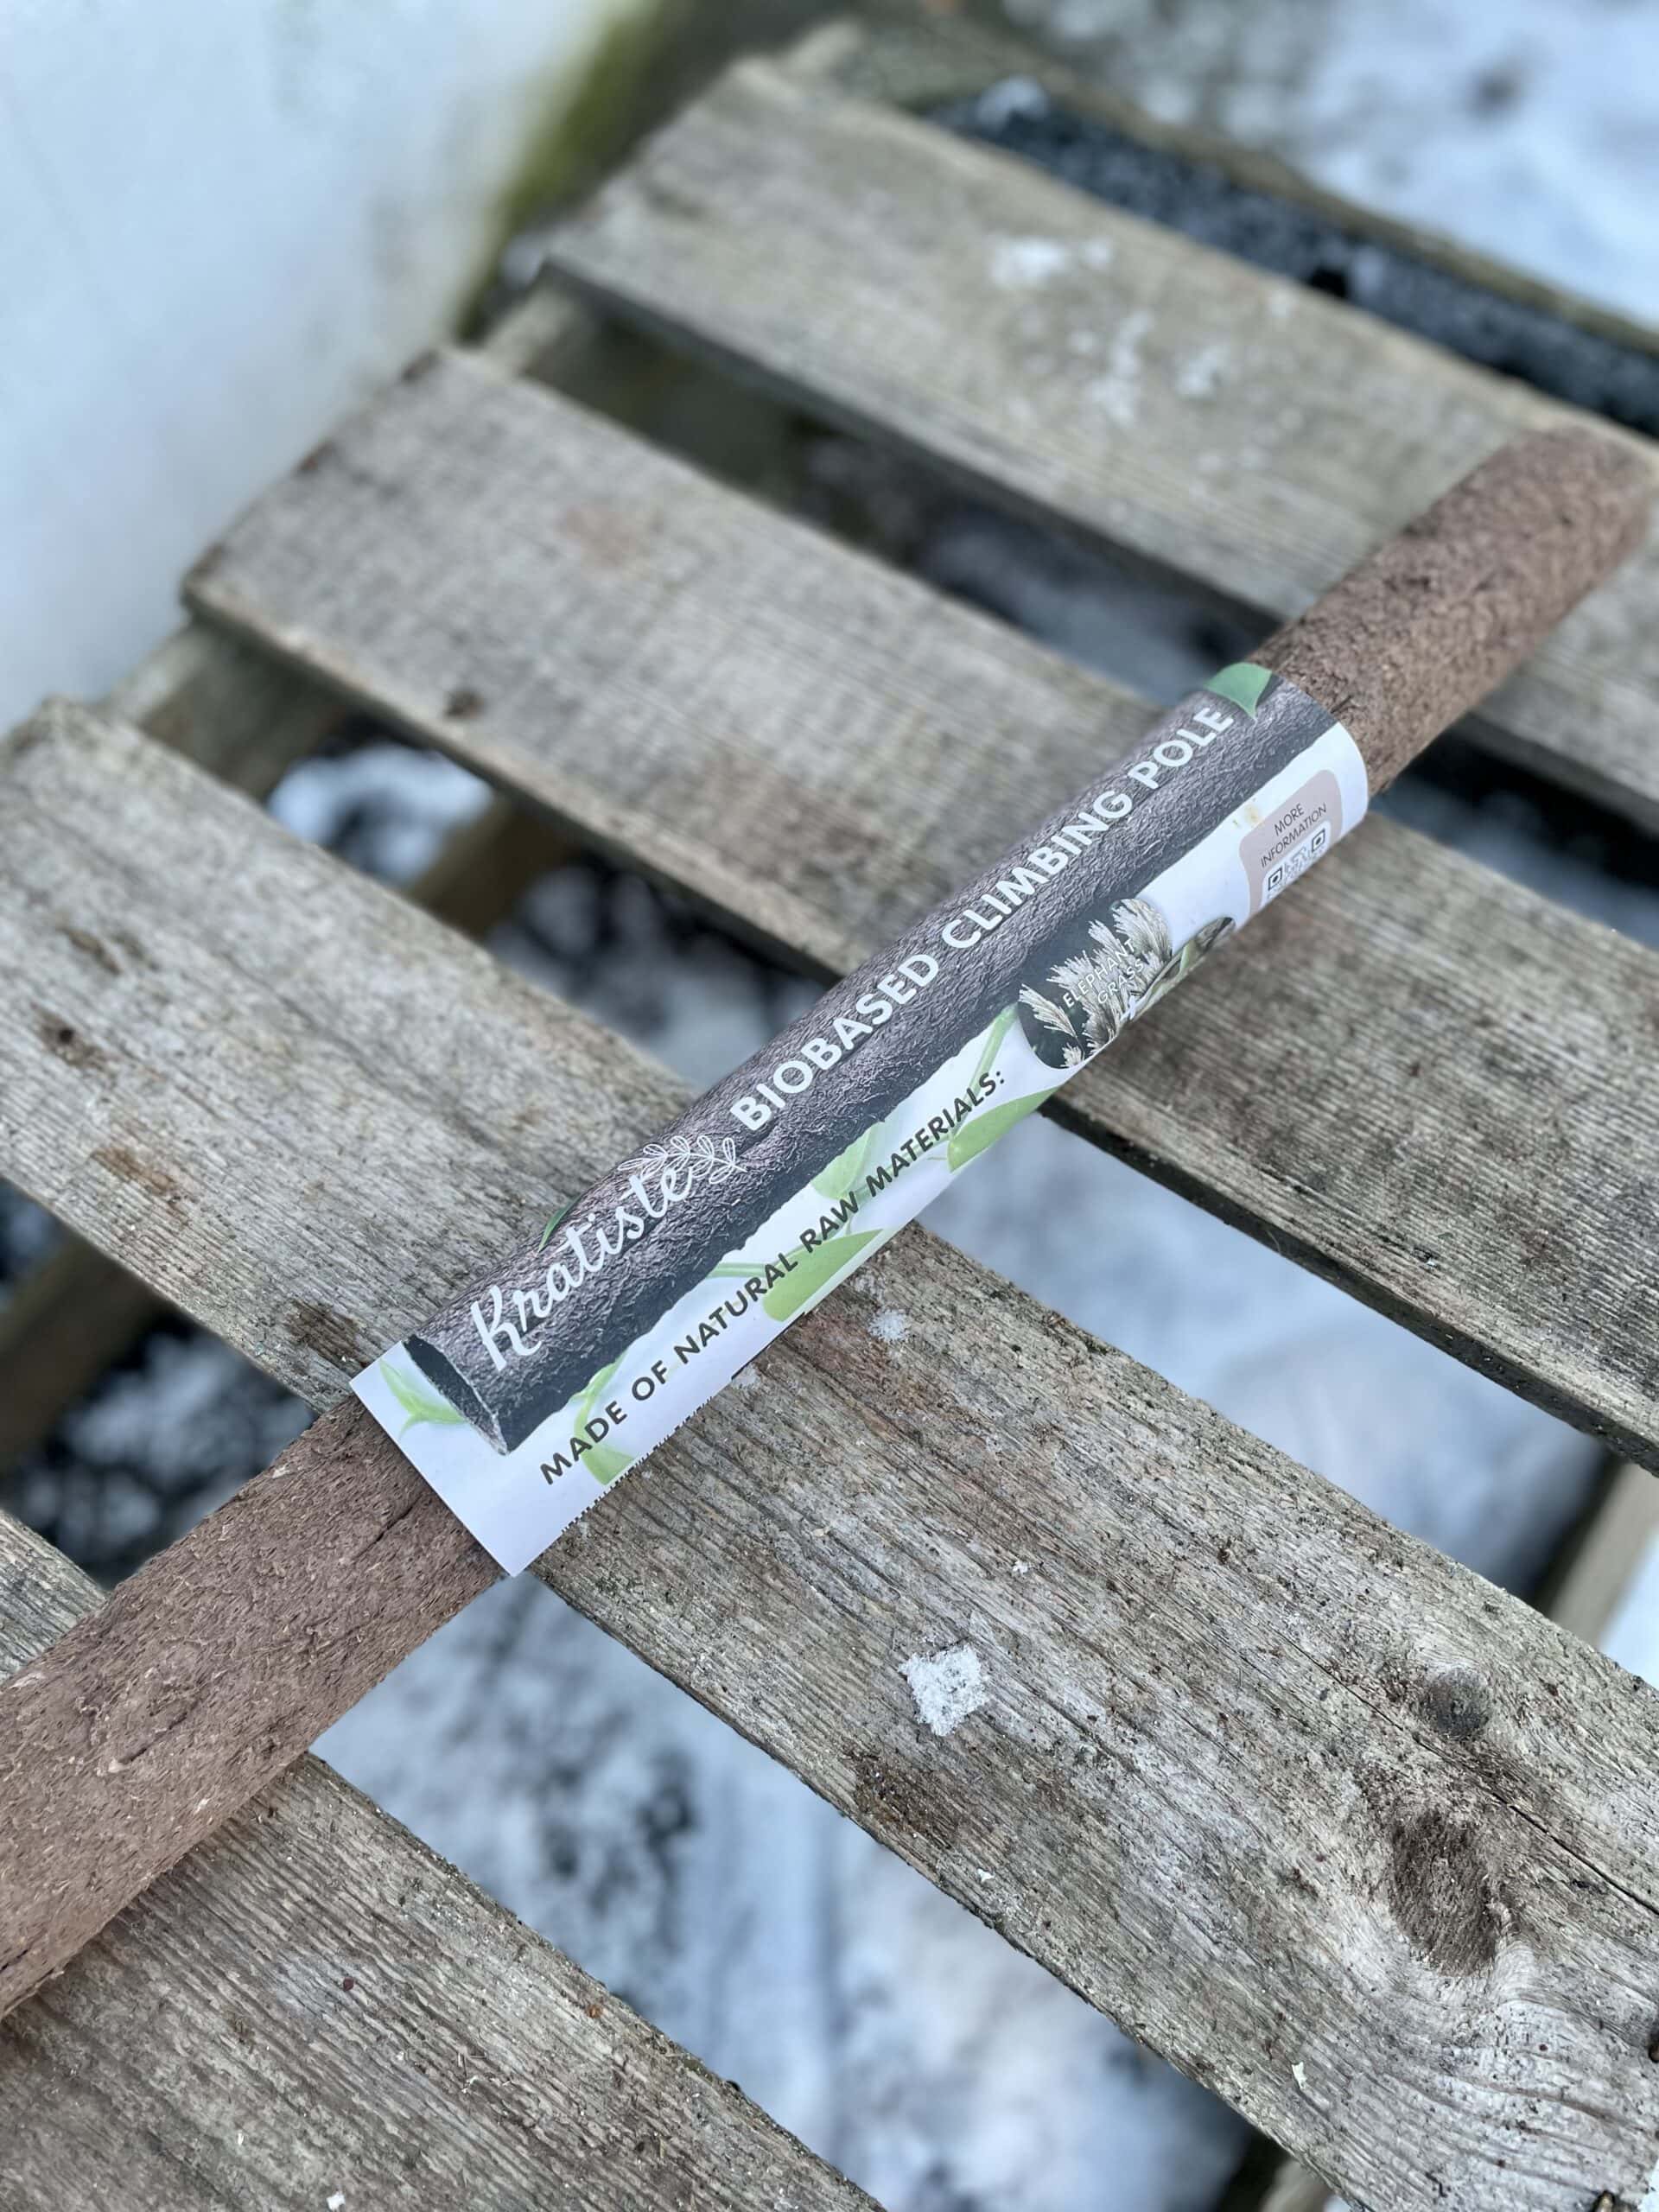 Kratiste BIOBASED CLIMBING POLE
MADE OF NATURAL RAW MATERIALS:
ELEPHANT
GRASS
+
MORE
INFORMATION